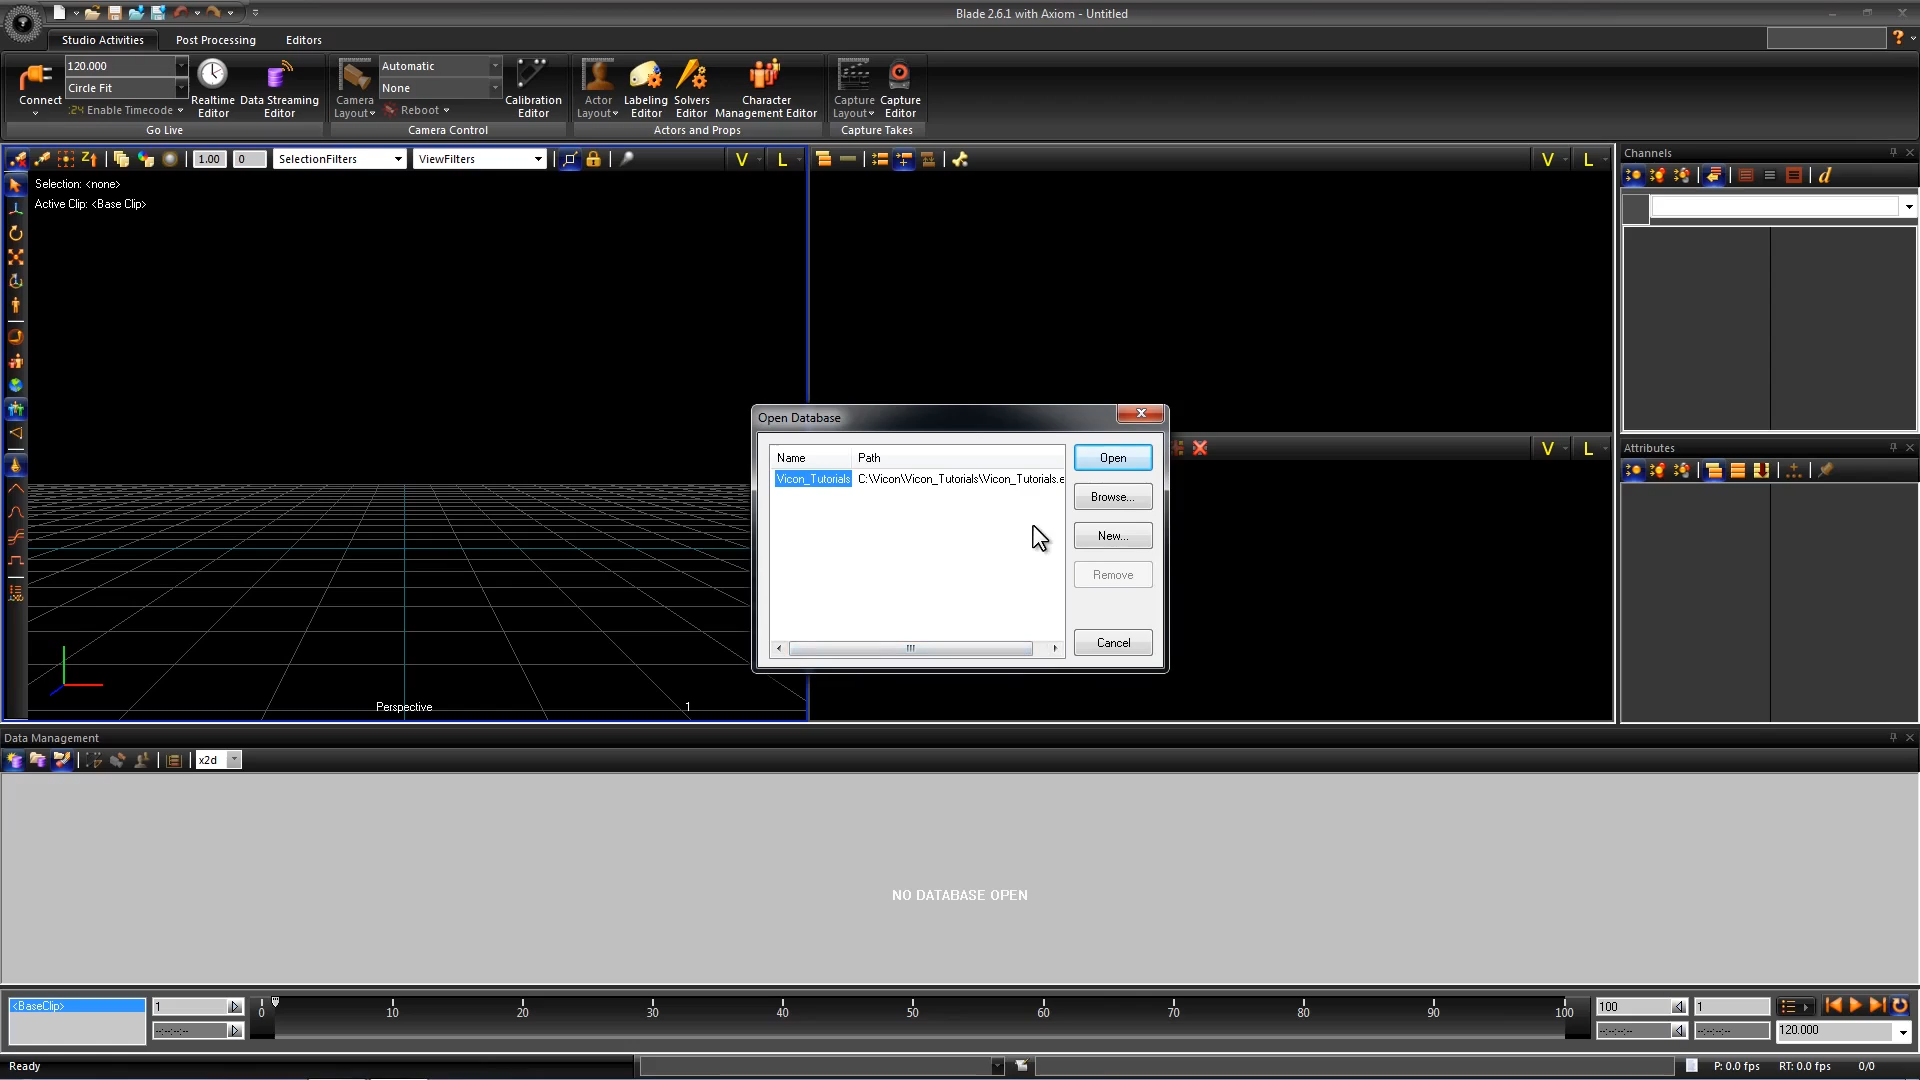 Blade 2.6.1 with Axiom - Untitled
Studio Activities Post Processing Editors
?
120.000
Circle Fit
24 Enable Timecode
Connect
Realtime Editor
Data Streaming Editor
Go Live
Automatic
None
Reboot
Camera Layout
Calibration Editor
Camera Control
Actor Layout
Labeling Editor
Solvers Editor
Character Management Editor
Actors and Props
Capture Layout
Capture Editor
Capture Takes
Z 1.00 0 SelectionFilters ViewFilters V L
V L
Selection: <none>
Active Clip: <Base Clip>
Perspective 1
Channels
d
Open Database
Name Path
Vicon_Tutorials C:\Vicon\Vicon_Tutorials\Vicon_Tutorials.e
Open
Browse...
New...
Remove
Cancel
V L
Attributes
Data Management
x2d
NO DATABASE OPEN
<BaseClip> 1
--:--:--:--
0 10 20 30 40 50 60 70 80 90 100
100 1
--:--:--:-- --:--:--:-- 120.000
Ready P: 0.0 fps RT: 0.0 fps 0/0